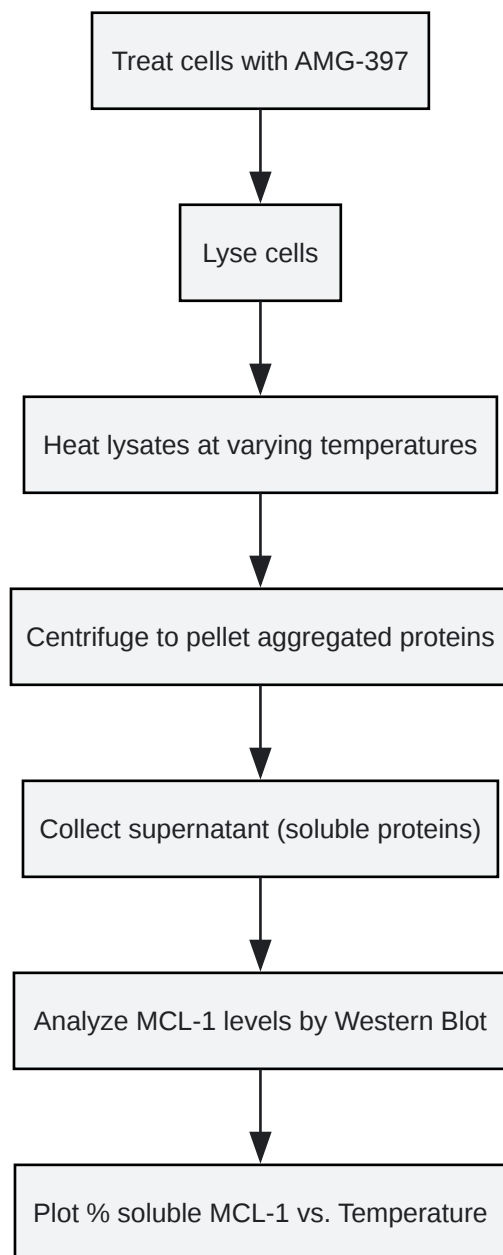 Treat cells with AMG-397
Lyse cells
Heat lysates at varying temperatures
Centrifuge to pellet aggregated proteins
Collect supernatant (soluble proteins)
Analyze MCL-1 levels by Western Blot
Plot % soluble MCL-1 vs. Temperature